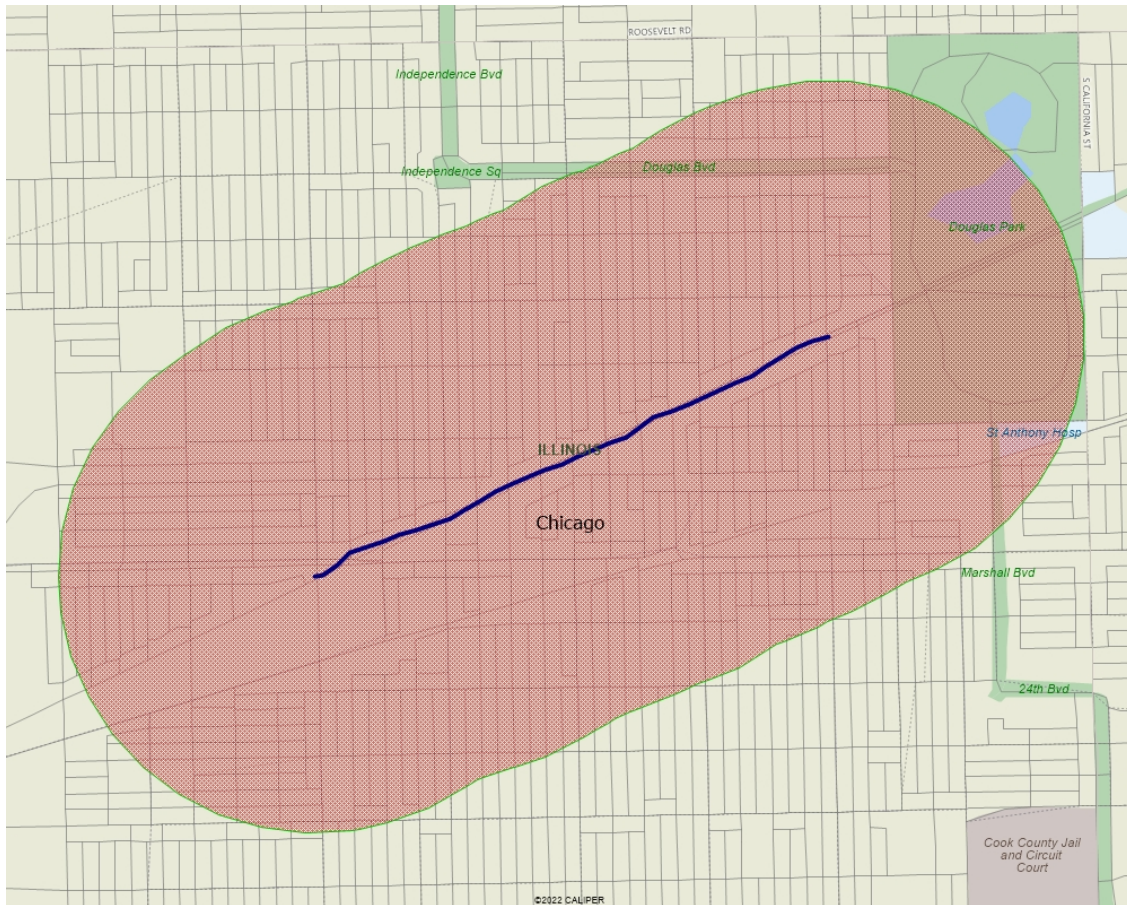 ROOSEVELT RD
Independence Bvd
S CALIFORNIA ST
Independence Sq
Douglas Bvd
Douglas Park
St Anthony Hosp
ILLINOIS
Chicago
Marshall Bvd
24th Bvd
Cook County Jail
and Circuit
Court
©2022 CALIPER